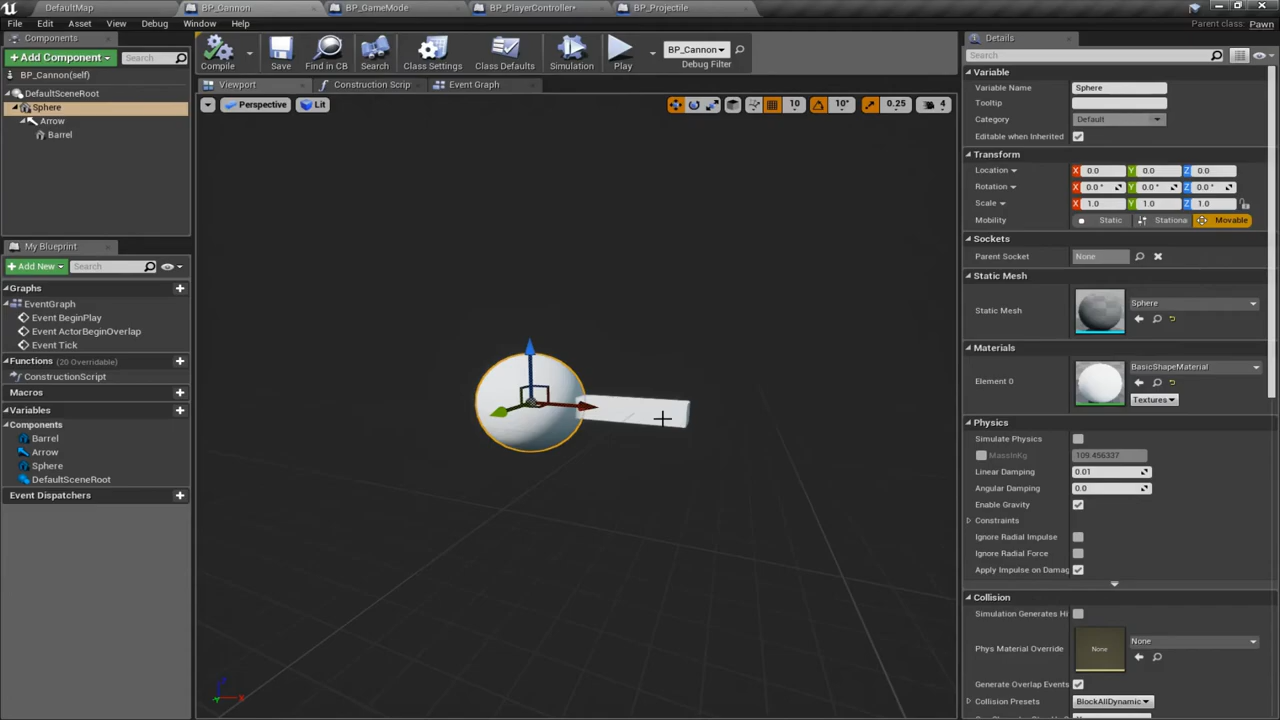 DefaultMap BP_Cannon BP_GameMode BP_PlayerController* BP_Projectile
File Edit Asset View Debug Window Help Parent class: Pawn
Components Details
+ Add Component Search Search
Compile Save Find in CB Search Class Settings Class Defaults Simulation Play BP_Cannon Debug Filter
BP_Cannon(self)
DefaultSceneRoot
Sphere
Arrow
Barrel
Viewport Construction Scrip Event Graph
Perspective Lit 10 10° 0.25 4
My Blueprint
+ Add New Search
Graphs
EventGraph
Event BeginPlay
Event ActorBeginOverlap
Event Tick
Functions (20 Overridable)
ConstructionScript
Macros
Variables
Components
Barrel
Arrow
Sphere
DefaultSceneRoot
Event Dispatchers
Variable
Variable Name Sphere
Tooltip
Category Default
Editable when Inherited
Transform
Location X 0.0 Y 0.0 Z 0.0
Rotation X 0.0 ° Y 0.0 ° Z 0.0 °
Scale X 1.0 Y 1.0 Z 1.0
Mobility Static Stationa Movable
Sockets
Parent Socket None
Static Mesh
Static Mesh Sphere
Materials
Element 0 BasicShapeMaterial
Textures
Physics
Simulate Physics
MassInKg 109.456337
Linear Damping 0.01
Angular Damping 0.0
Enable Gravity
Constraints
Ignore Radial Impulse
Ignore Radial Force
Apply Impulse on Damag
Collision
Simulation Generates Hi
Phys Material Override None None
Generate Overlap Events
Collision Presets BlockAllDynamic